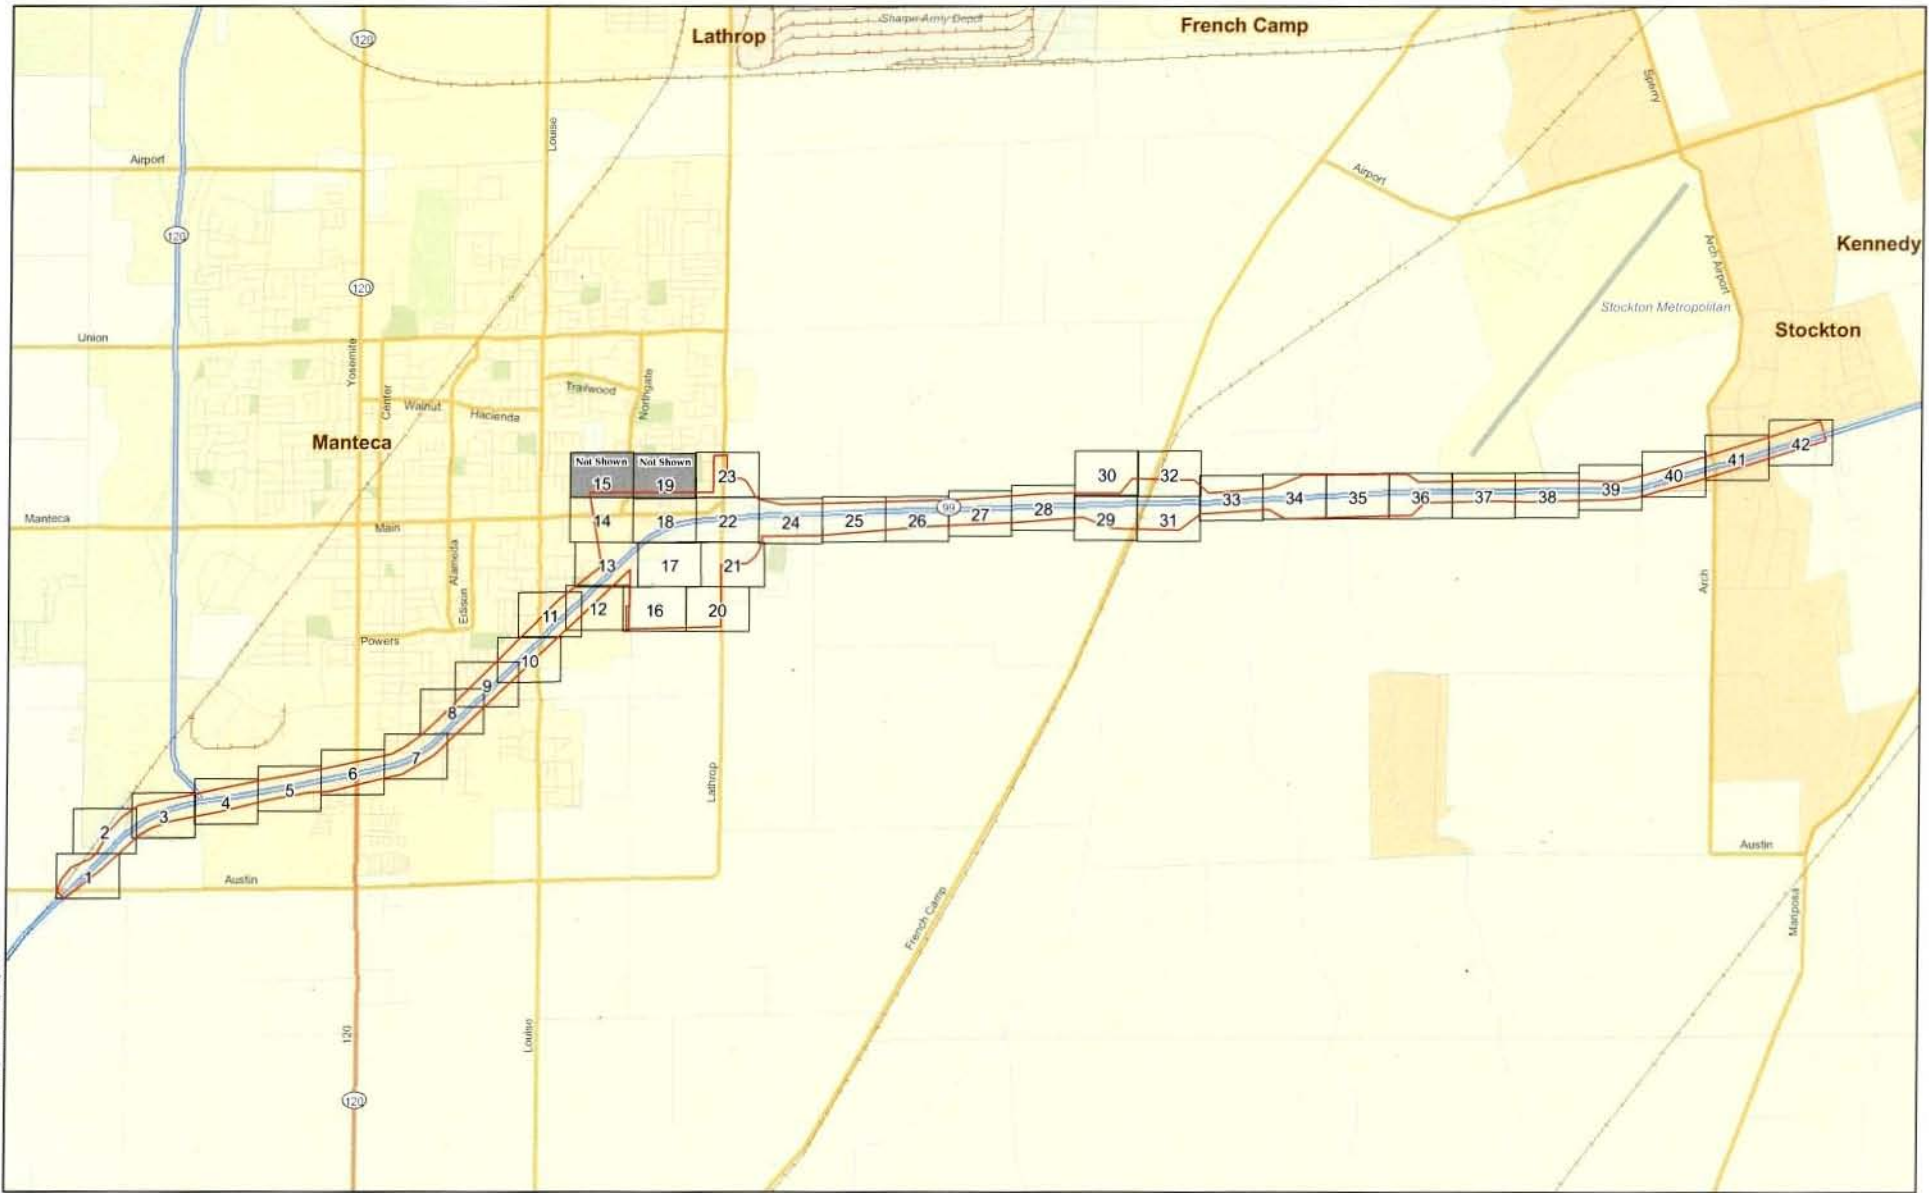 Sharpe Army Depot
French Camp
Lathrop
120
Sperry
Louise
Airport
Airport
120
Kennedy
Arch Airport
120
Stockton Metropolitan
Stockton
Union
Yosemite
Center
Trailwood
Northgate
Walnut
Hacienda
Manteca
Not Shown
Not Shown
15
19
23
30
32
42
41
40
39
38
37
36
35
34
33
14
18
22
24
25
26
99
27
28
29
31
Manteca
Main
Alameda
Edison
13
17
21
Arch
11
12
16
20
Powers
10
9
8
7
6
5
4
3
2
1
Lathrop
Austin
Austin
French Camp
Mariposa
120
Louise
120